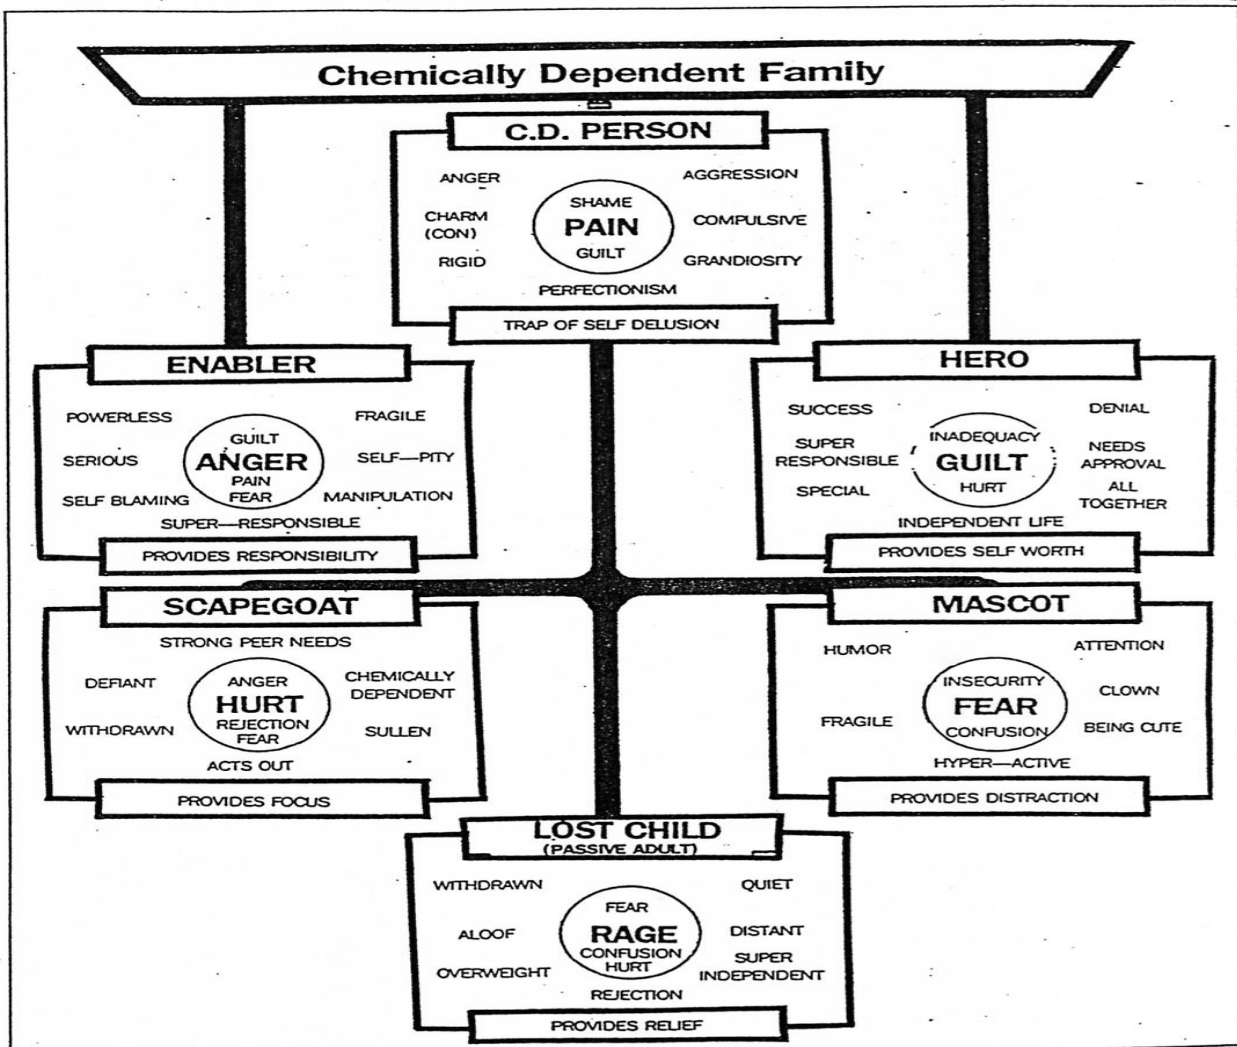 Chemically Dependent Family
C.D. PERSON
ANGER
AGGRESSION
CHARM
(CON)
COMPULSIVE
RIGID
GRANDIOSITY
SHAME
PAIN
GUILT
PERFECTIONISM
TRAP OF SELF DELUSION
ENABLER
POWERLESS
FRAGILE
SERIOUS
SELF—PITY
SELF BLAMING
MANIPULATION
GUILT
ANGER
PAIN
FEAR
SUPER—RESPONSIBLE
PROVIDES RESPONSIBILITY
HERO
SUCCESS
DENIAL
SUPER
RESPONSIBLE
NEEDS
APPROVAL
SPECIAL
ALL
TOGETHER
INADEQUACY
GUILT
HURT
INDEPENDENT LIFE
PROVIDES SELF WORTH
SCAPEGOAT
STRONG PEER NEEDS
DEFIANT
CHEMICALLY
DEPENDENT
WITHDRAWN
SULLEN
ANGER
HURT
REJECTION
FEAR
ACTS OUT
PROVIDES FOCUS
MASCOT
HUMOR
ATTENTION
CLOWN
FRAGILE
BEING CUTE
INSECURITY
FEAR
CONFUSION
HYPER—ACTIVE
PROVIDES DISTRACTION
LOST CHILD
(PASSIVE ADULT)
WITHDRAWN
QUIET
ALOOF
DISTANT
OVERWEIGHT
SUPER
INDEPENDENT
FEAR
RAGE
CONFUSION
HURT
REJECTION
PROVIDES RELIEF